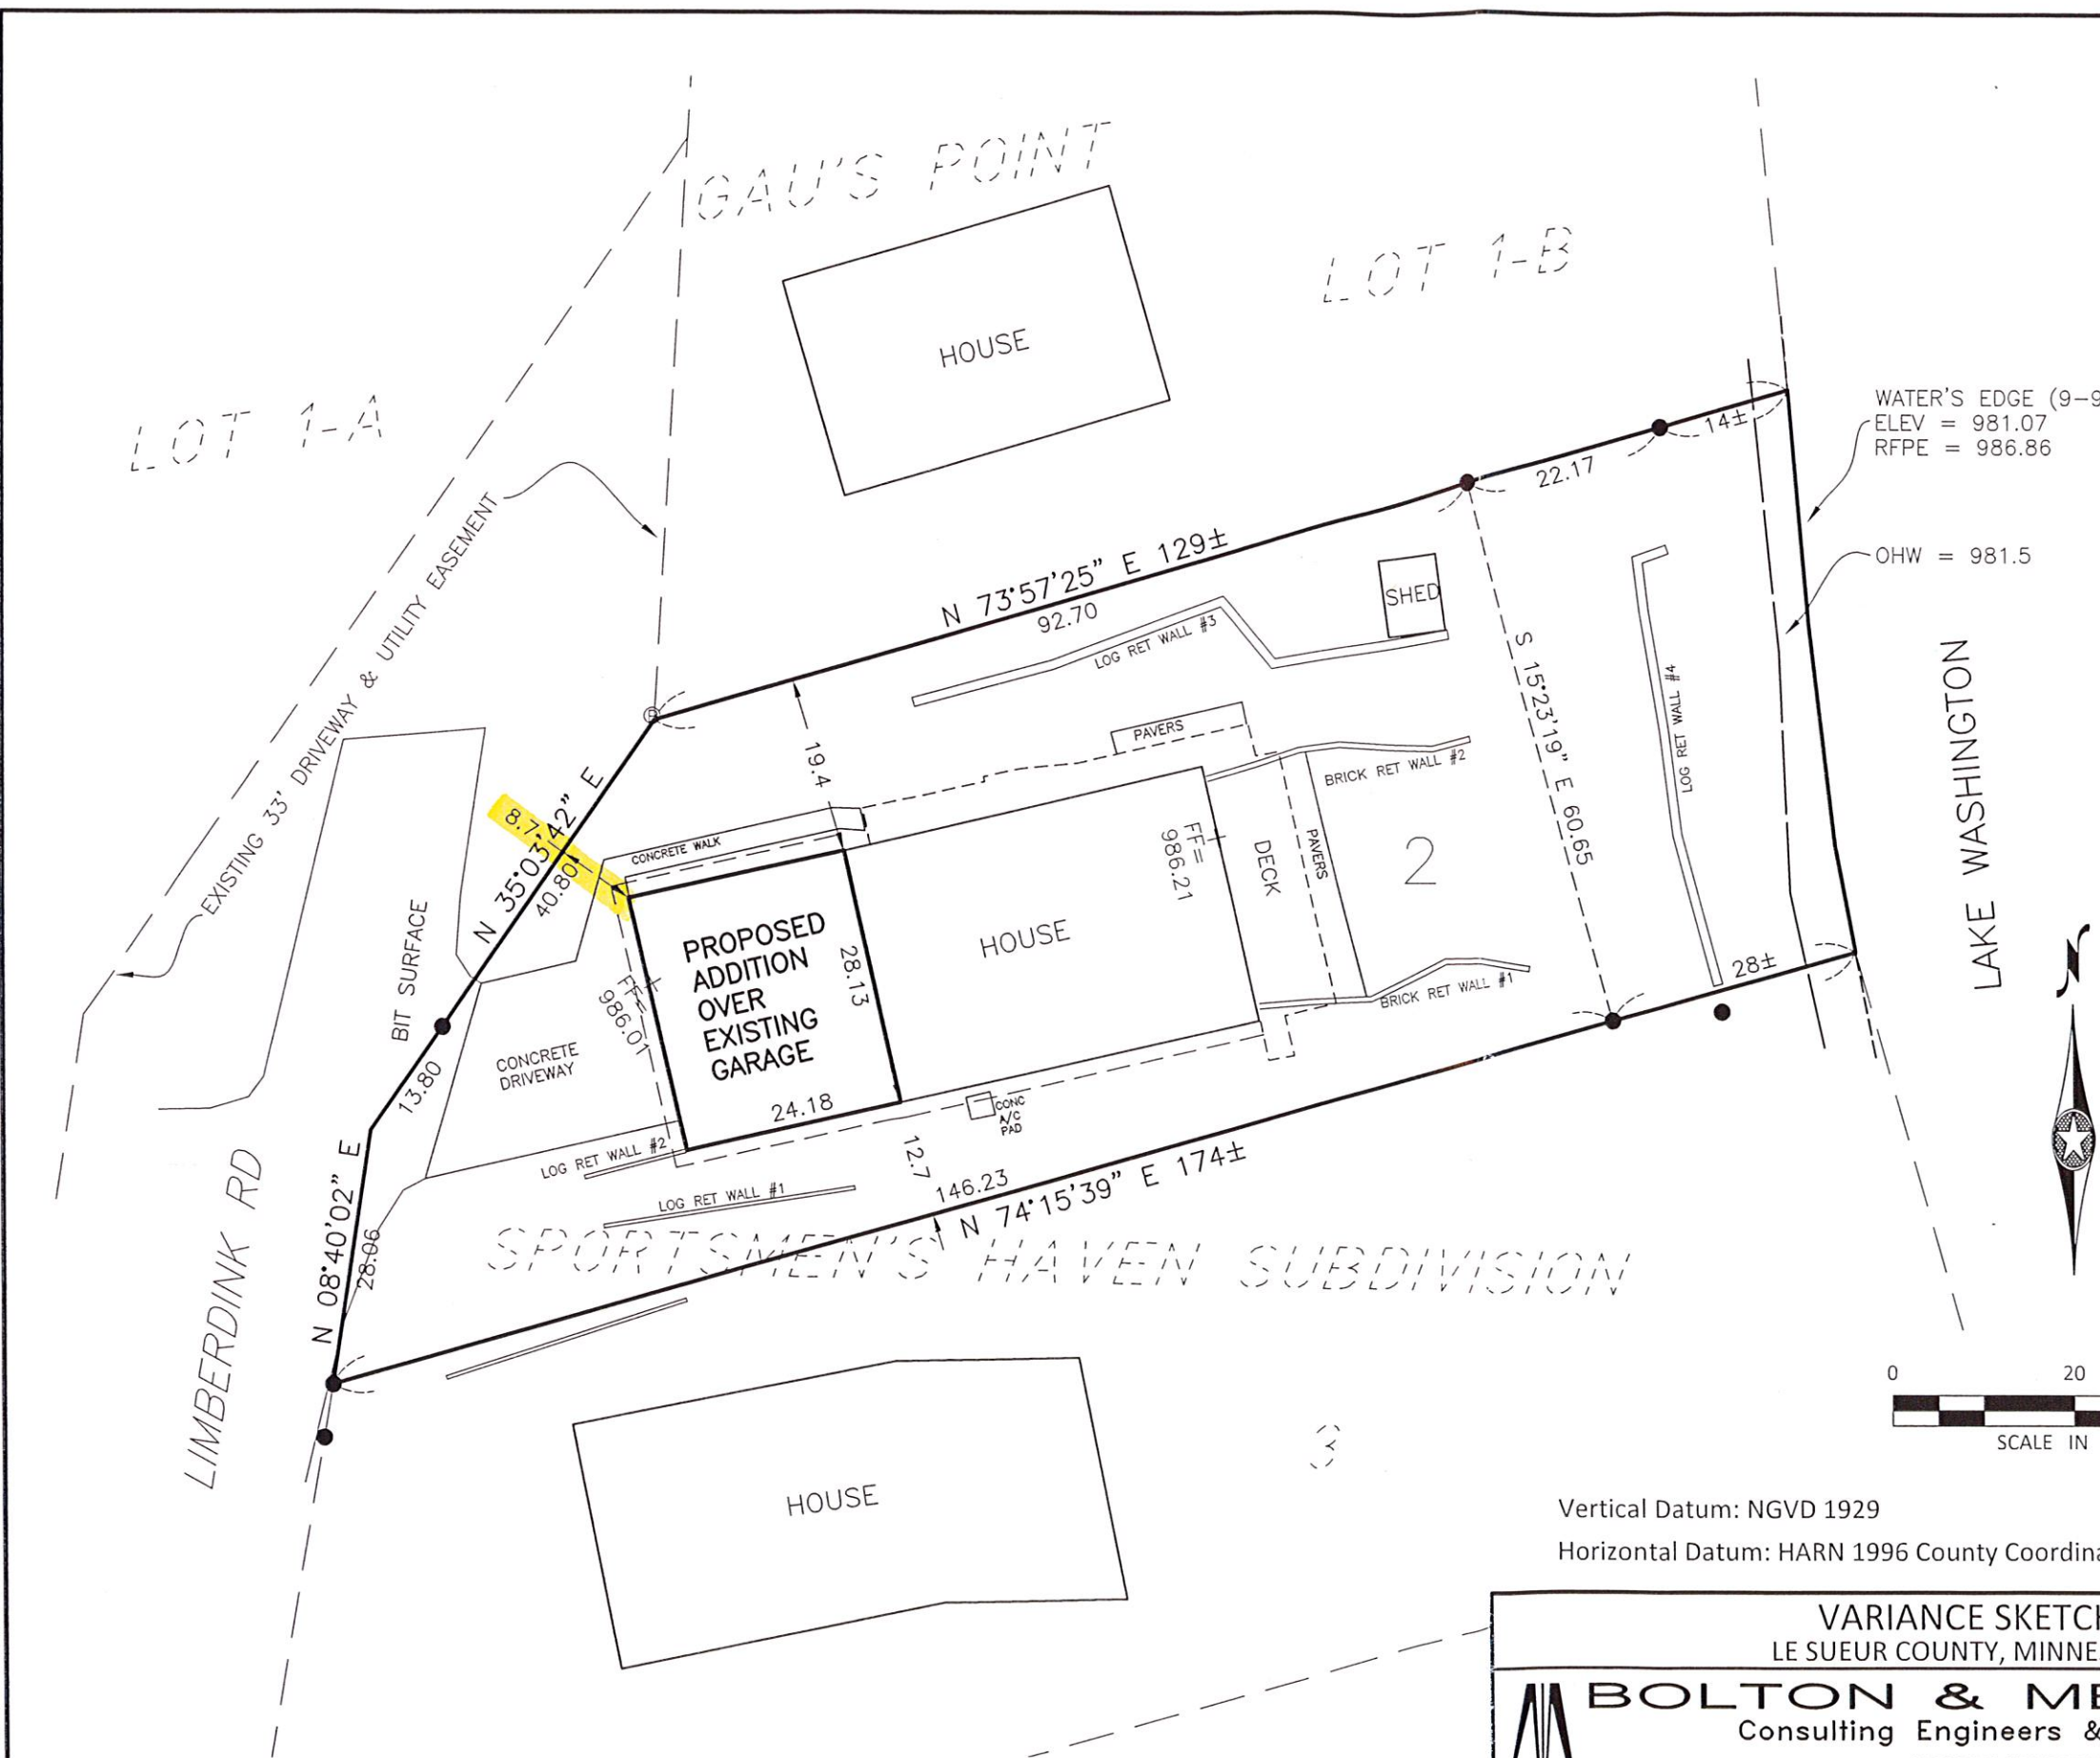 GAU'S POINT
LOT 1-B
HOUSE
LOT 1-A
WATER'S EDGE (9-9
ELEV = 981.07
RFPE = 986.86
14±
22.17
OHW = 981.5
EXISTING 33' DRIVEWAY & UTILITY EASEMENT
N 73°57'25" E 129±
92.70
SHED
LOG RET WALL #3
S 15°23'19" E 60.65
LOG RET WALL #4
LAKE WASHINGTON
PAVERS
19.4
BRICK RET WALL #2
8.7
N 35°03'42" E
40.80
CONCRETE WALK
FF=
986.21
DECK
PAVERS
2
BIT SURFACE
PROPOSED
ADDITION
OVER
EXISTING
GARAGE
28.13
HOUSE
FF=
986.01
28±
BRICK RET WALL #1
N
CONCRETE
DRIVEWAY
13.80
24.18
CONC
A/C
PAD
LOG RET WALL #2
12.7
LOG RET WALL #1
146.23
N 74°15'39" E 174±
N 08°40'02" E
28.06
LIMBERDINK RD
SPORTSMEN'S HAVEN SUBDIVISION
HOUSE
3
0 20
SCALE IN
Vertical Datum: NGVD 1929
Horizontal Datum: HARN 1996 County Coordina
VARIANCE SKETCH
LE SUEUR COUNTY, MINNE
BOLTON & ME
Consulting Engineers &